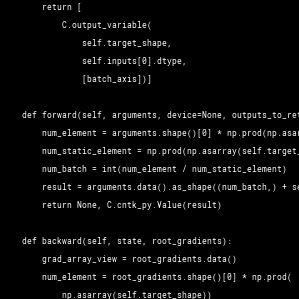 return [
C.output_variable(
self.target_shape,
self.inputs[0].dtype,
[batch_axis])]
def forward(self, arguments, device=None, outputs_to_ret
num_element = arguments.shape()[0] * np.prod(np.asar
num_static_element = np.prod(np.asarray(self.target_
num_batch = int(num_element / num_static_element)
result = arguments.data().as_shape((num_batch,) + se
return None, C.cntk_py.Value(result)
def backward(self, state, root_gradients):
grad_array_view = root_gradients.data()
num_element = root_gradients.shape()[0] * np.prod(
np.asarray(self.target_shape))